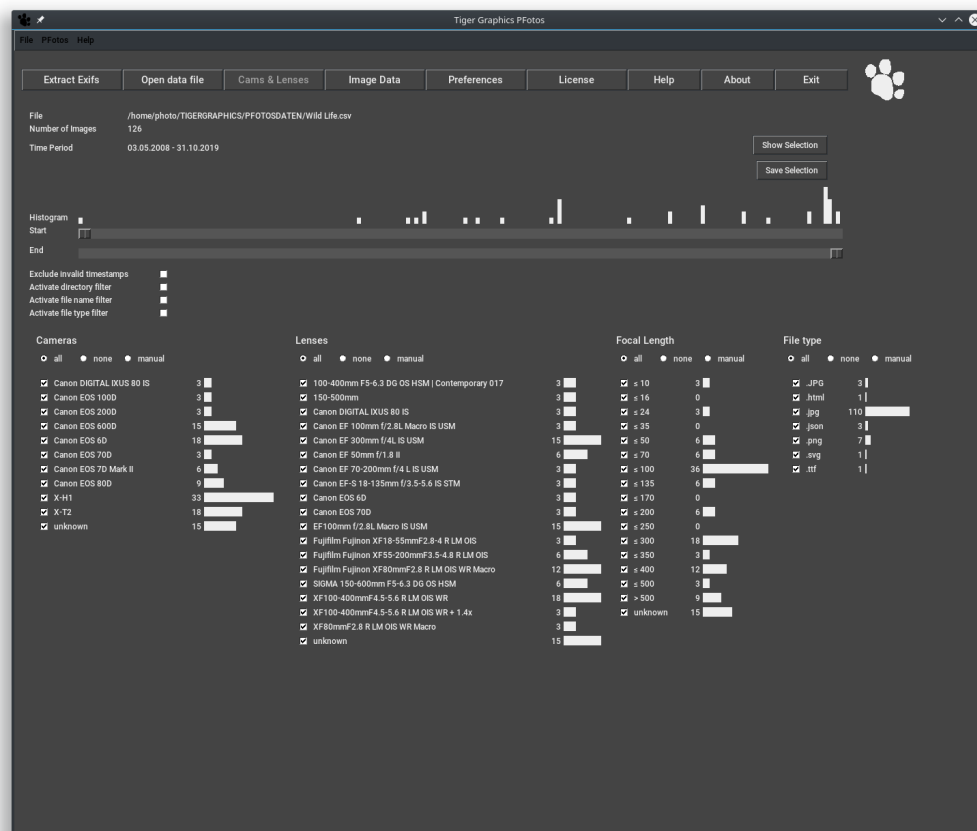 Tiger Graphics PFotos
File PFotos Help
Extract Exifs Open data file Cams & Lenses Image Data Preferences License Help About Exit
File /home/photo/TIGERGRAPHICS/PFOTOSDATEN/Wild Life.csv
Number of Images 126
Time Period 03.05.2008 - 31.10.2019
Show Selection
Save Selection
Histogram
Start
End
Exclude invalid timestamps
Activate directory filter
Activate file name filter
Activate file type filter
Cameras Lenses Focal Length File type
all none manual all none manual all none manual all none manual
Canon DIGITAL IXUS 80 IS 3 100-400mm F5-6.3 DG OS HSM | Contemporary 017 3 ≤ 10 3 .JPG 3
Canon EOS 100D 3 150-500mm 3 ≤ 16 0 .html 1
Canon EOS 200D 3 Canon DIGITAL IXUS 80 IS 3 ≤ 24 3 .jpg 110
Canon EOS 600D 15 Canon EF 100mm f/2.8L Macro IS USM 3 ≤ 35 0 .json 3
Canon EOS 6D 18 Canon EF 300mm f/4L IS USM 15 ≤ 50 6 .png 7
Canon EOS 70D 3 Canon EF 50mm f/1.8 II 6 ≤ 70 6 .svg 1
Canon EOS 7D Mark II 6 Canon EF 70-200mm f/4 L IS USM 3 ≤ 100 36 .ttf 1
Canon EOS 80D 9 Canon EF-S 18-135mm f/3.5-5.6 IS STM 3 ≤ 135 6
X-H1 33 Canon EOS 6D 3 ≤ 170 0
X-T2 18 Canon EOS 70D 3 ≤ 200 6
unknown 15 EF100mm f/2.8L Macro IS USM 15 ≤ 250 0
Fujifilm Fujinon XF18-55mmF2.8-4 R LM OIS 3 ≤ 300 18
Fujifilm Fujinon XF55-200mmF3.5-4.8 R LM OIS 6 ≤ 350 3
Fujifilm Fujinon XF80mmF2.8 R LM OIS WR Macro 12 ≤ 400 12
SIGMA 150-600mm F5-6.3 DG OS HSM 6 ≤ 500 3
XF100-400mmF4.5-5.6 R LM OIS WR 18 > 500 9
XF100-400mmF4.5-5.6 R LM OIS WR + 1.4x 3 unknown 15
XF80mmF2.8 R LM OIS WR Macro 3
unknown 15